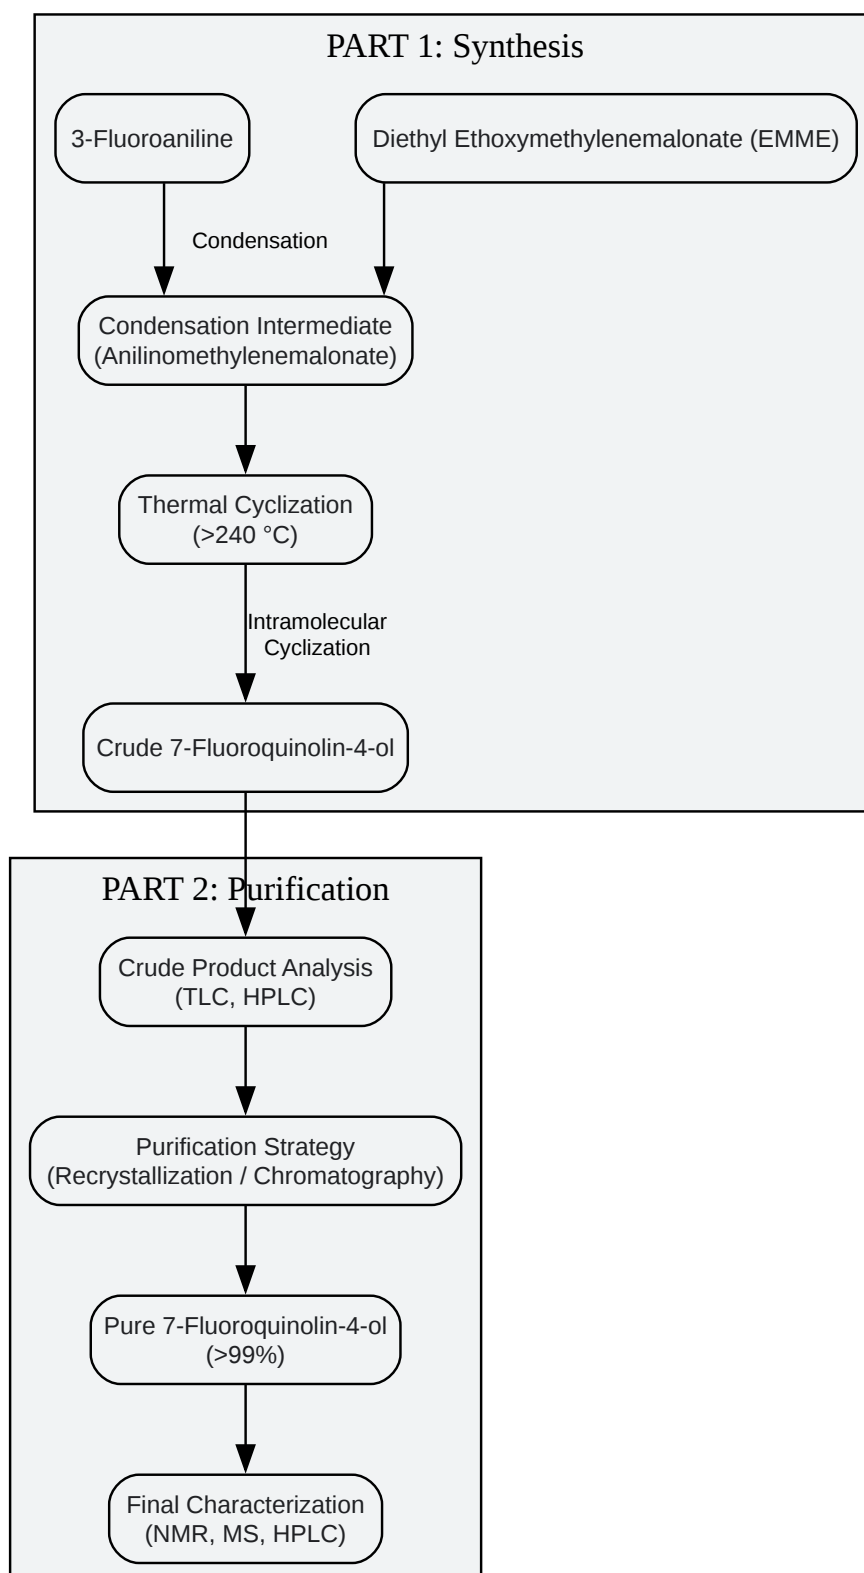 PART 1: Synthesis
3-Fluoroaniline
Diethyl Ethoxymethylenemalonate (EMME)
Condensation
Condensation Intermediate
(Anilinomethylenemalonate)
Thermal Cyclization
(>240 °C)
Intramolecular
Cyclization
Crude 7-Fluoroquinolin-4-ol
PART 2: Purification
Crude Product Analysis
(TLC, HPLC)
Purification Strategy
(Recrystallization / Chromatography)
Pure 7-Fluoroquinolin-4-ol
(>99%)
Final Characterization
(NMR, MS, HPLC)